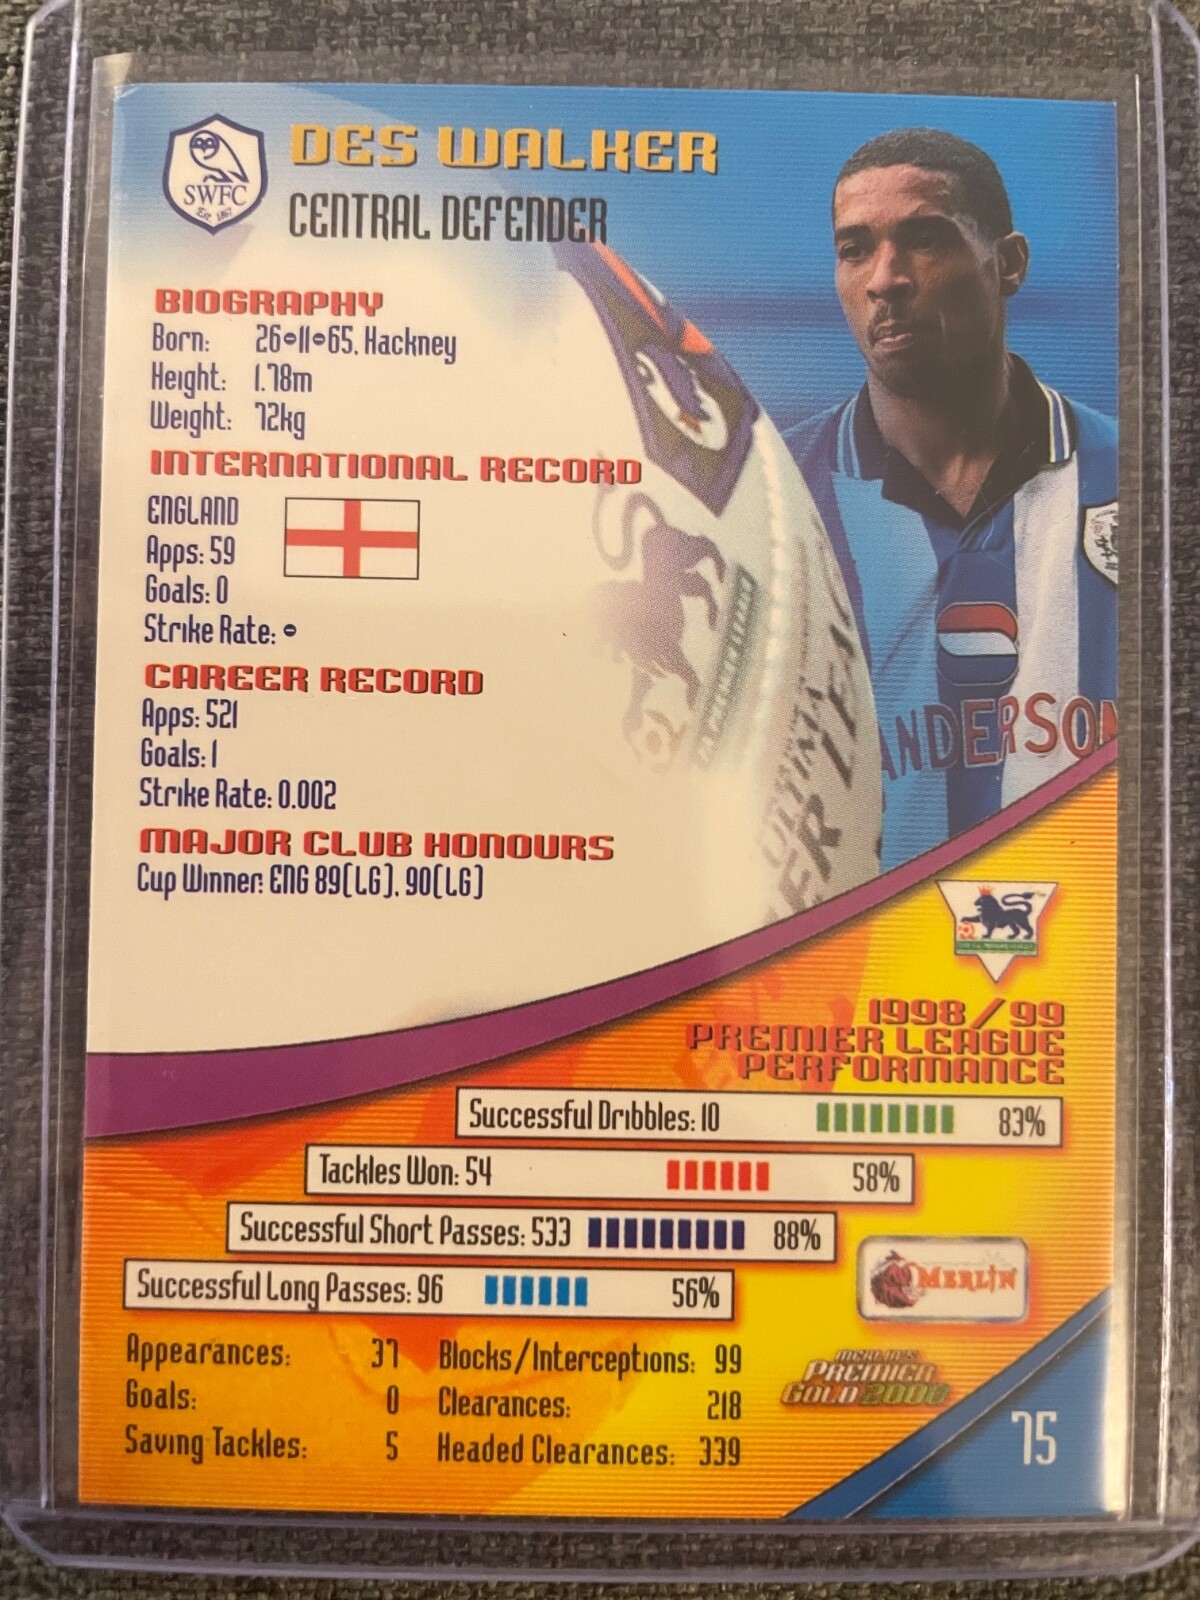 SWFC
Est. 1867
DES WALKER
CENTRAL DEFENDER
BIOGRAPHY
Born: 26-11-65, Hackney
Height: 1.78m
Weight: 72kg
INTERNATIONAL RECORD
ENGLAND
Apps: 59
Goals: 0
Strike Rate: -
CAREER RECORD
Apps: 521
Goals: 1
Strike Rate: 0.002
MAJOR CLUB HONOURS
Cup Winner: ENG 89(LG), 90(LG)
ANDERSON
1998/99
PREMIER LEAGUE
PERFORMANCE
Successful Dribbles: 10 83%
Tackles Won: 54 58%
Successful Short Passes: 533 88%
Successful Long Passes: 96 56%
MERLIN
Appearances: 37 Blocks/Interceptions: 99
Goals: 0 Clearances: 218
Saving Tackles: 5 Headed Clearances: 339
MERLIN'S
PREMIER
GOLD 2000
75